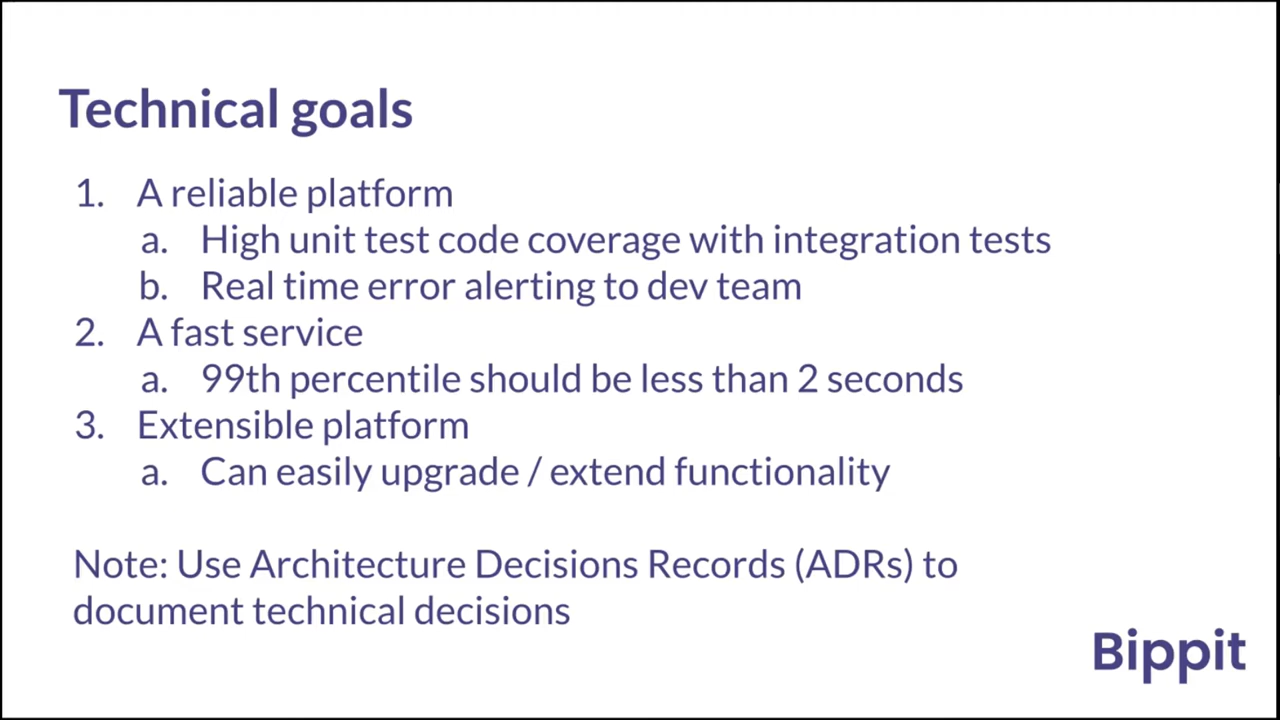 Technical goals
1. A reliable platform
a. High unit test code coverage with integration tests
b. Real time error alerting to dev team
2. A fast service
a. 99th percentile should be less than 2 seconds
3. Extensible platform
a. Can easily upgrade / extend functionality
Note: Use Architecture Decisions Records (ADRs) to
document technical decisions
Bippit